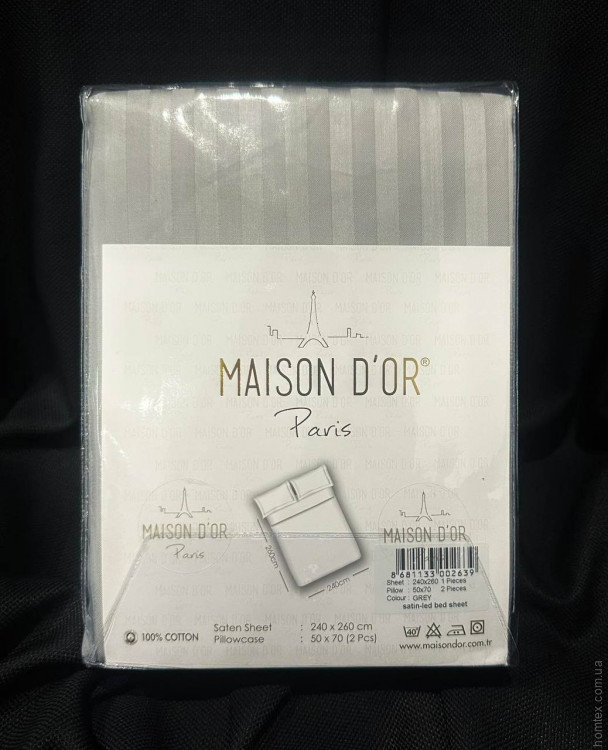 MAISON D'OR®
Paris
MAISON D'OR
Paris
260cm
240cm
MAISON D'OR
8 681133 002639
Sheet : 240x260 1 Pieces
Pillow : 50x70 2 Pieces
Colour : GREY
satin-led bed sheet
100% COTTON
Saten Sheet : 240 x 260 cm
Pillowcase : 50 x 70 (2 Pcs)
40°
www.maisondor.com.tr
domtex.com.ua